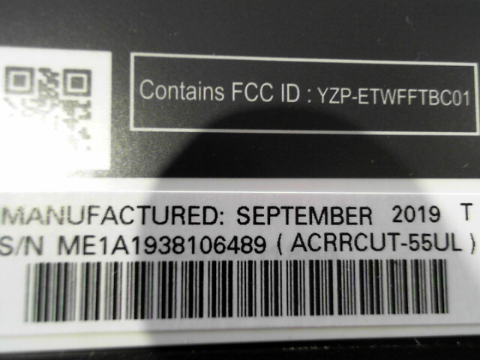 Contains FCC ID : YZP-ETWFFTBC01
MANUFACTURED: SEPTEMBER 2019 T
S/N ME1A1938106489 ( ACRRCUT-55UL )